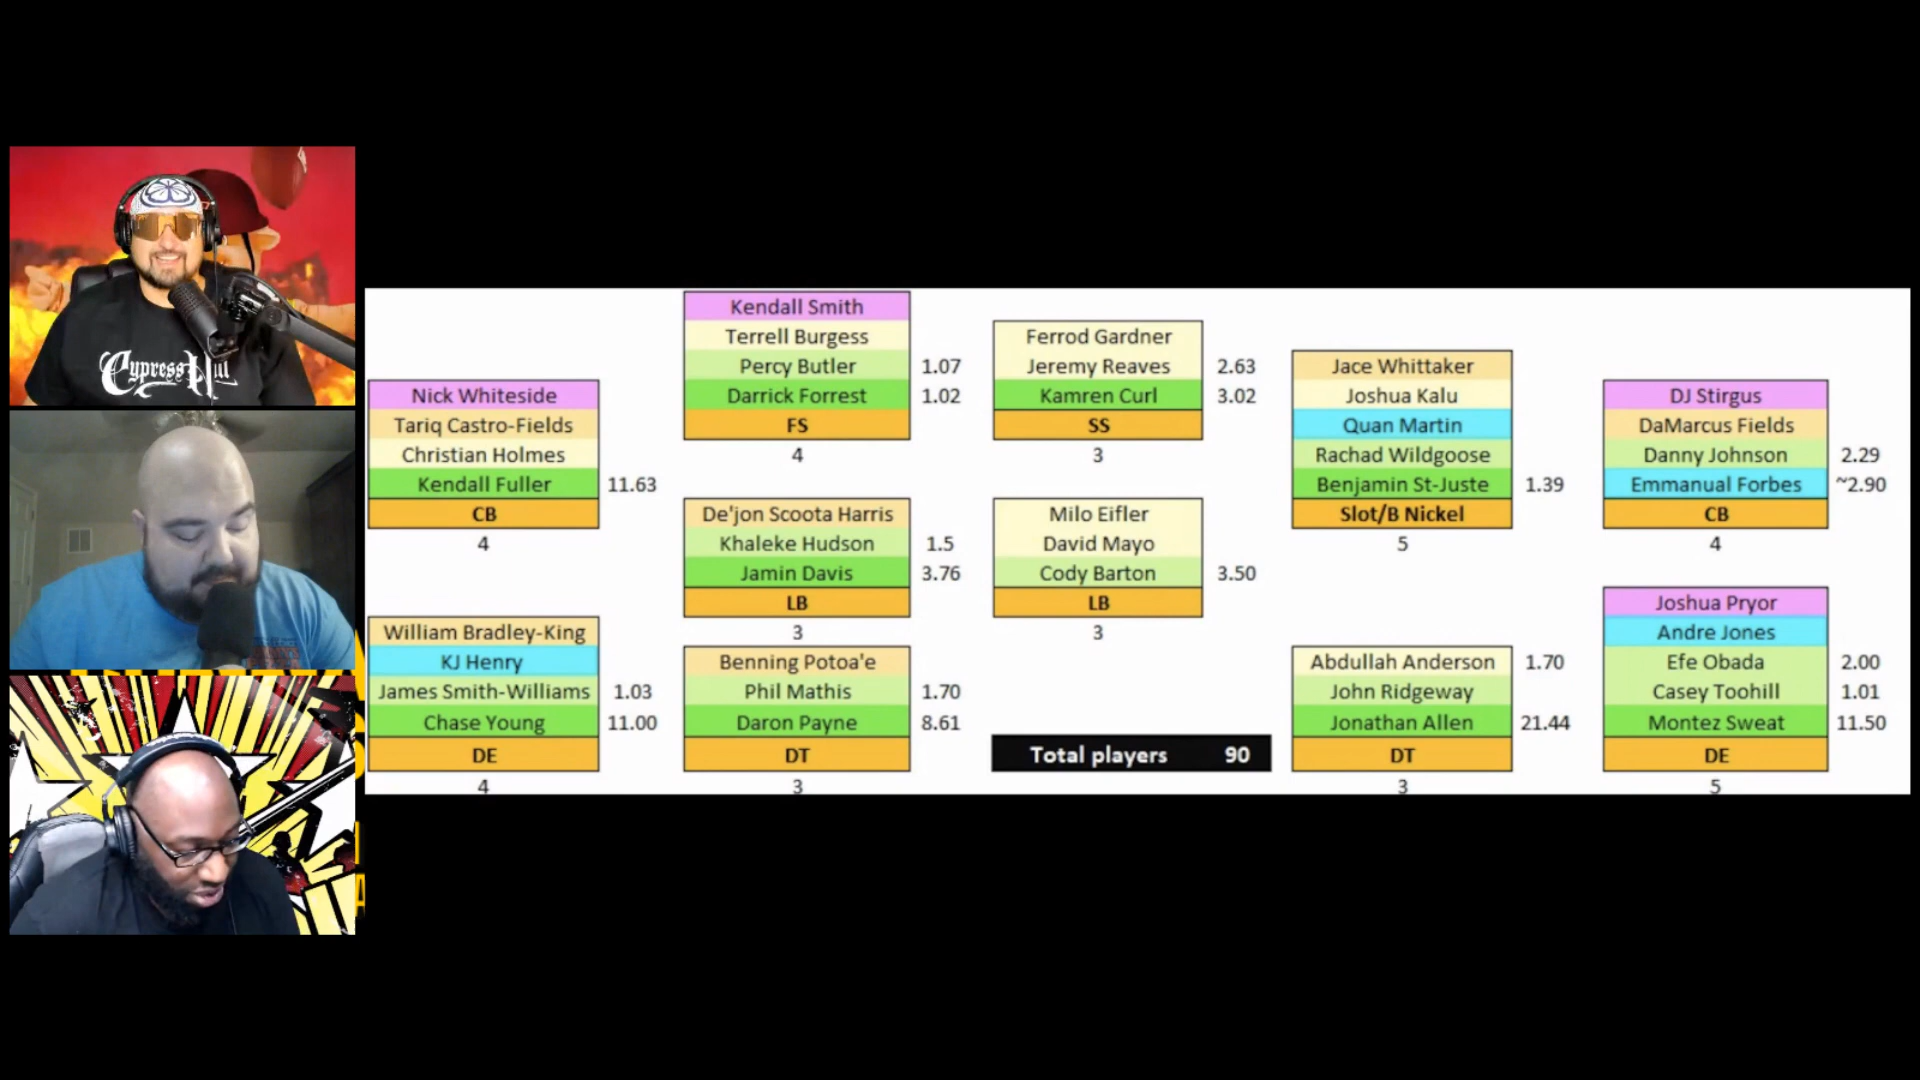 Cypress Hill
Nick Whiteside
Tariq Castro-Fields
Christian Holmes
Kendall Fuller 11.63
CB
4
Kendall Smith
Terrell Burgess
Percy Butler 1.07
Darrick Forrest 1.02
FS
4
Ferrod Gardner
Jeremy Reaves 2.63
Kamren Curl 3.02
SS
3
Jace Whittaker
Joshua Kalu
Quan Martin
Rachad Wildgoose
Benjamin St-Juste 1.39
Slot/B Nickel
5
DJ Stirgus
DaMarcus Fields
Danny Johnson 2.29
Emmanual Forbes ~2.90
CB
4
De'jon Scoota Harris
Khaleke Hudson 1.5
Jamin Davis 3.76
LB
3
Milo Eifler
David Mayo
Cody Barton 3.50
LB
3
William Bradley-King
KJ Henry
James Smith-Williams 1.03
Chase Young 11.00
DE
4
Benning Potoa'e
Phil Mathis 1.70
Daron Payne 8.61
DT
3
Total players 90
Abdullah Anderson 1.70
John Ridgeway
Jonathan Allen 21.44
DT
3
Joshua Pryor
Andre Jones
Efe Obada 2.00
Casey Toohill 1.01
Montez Sweat 11.50
DE
5